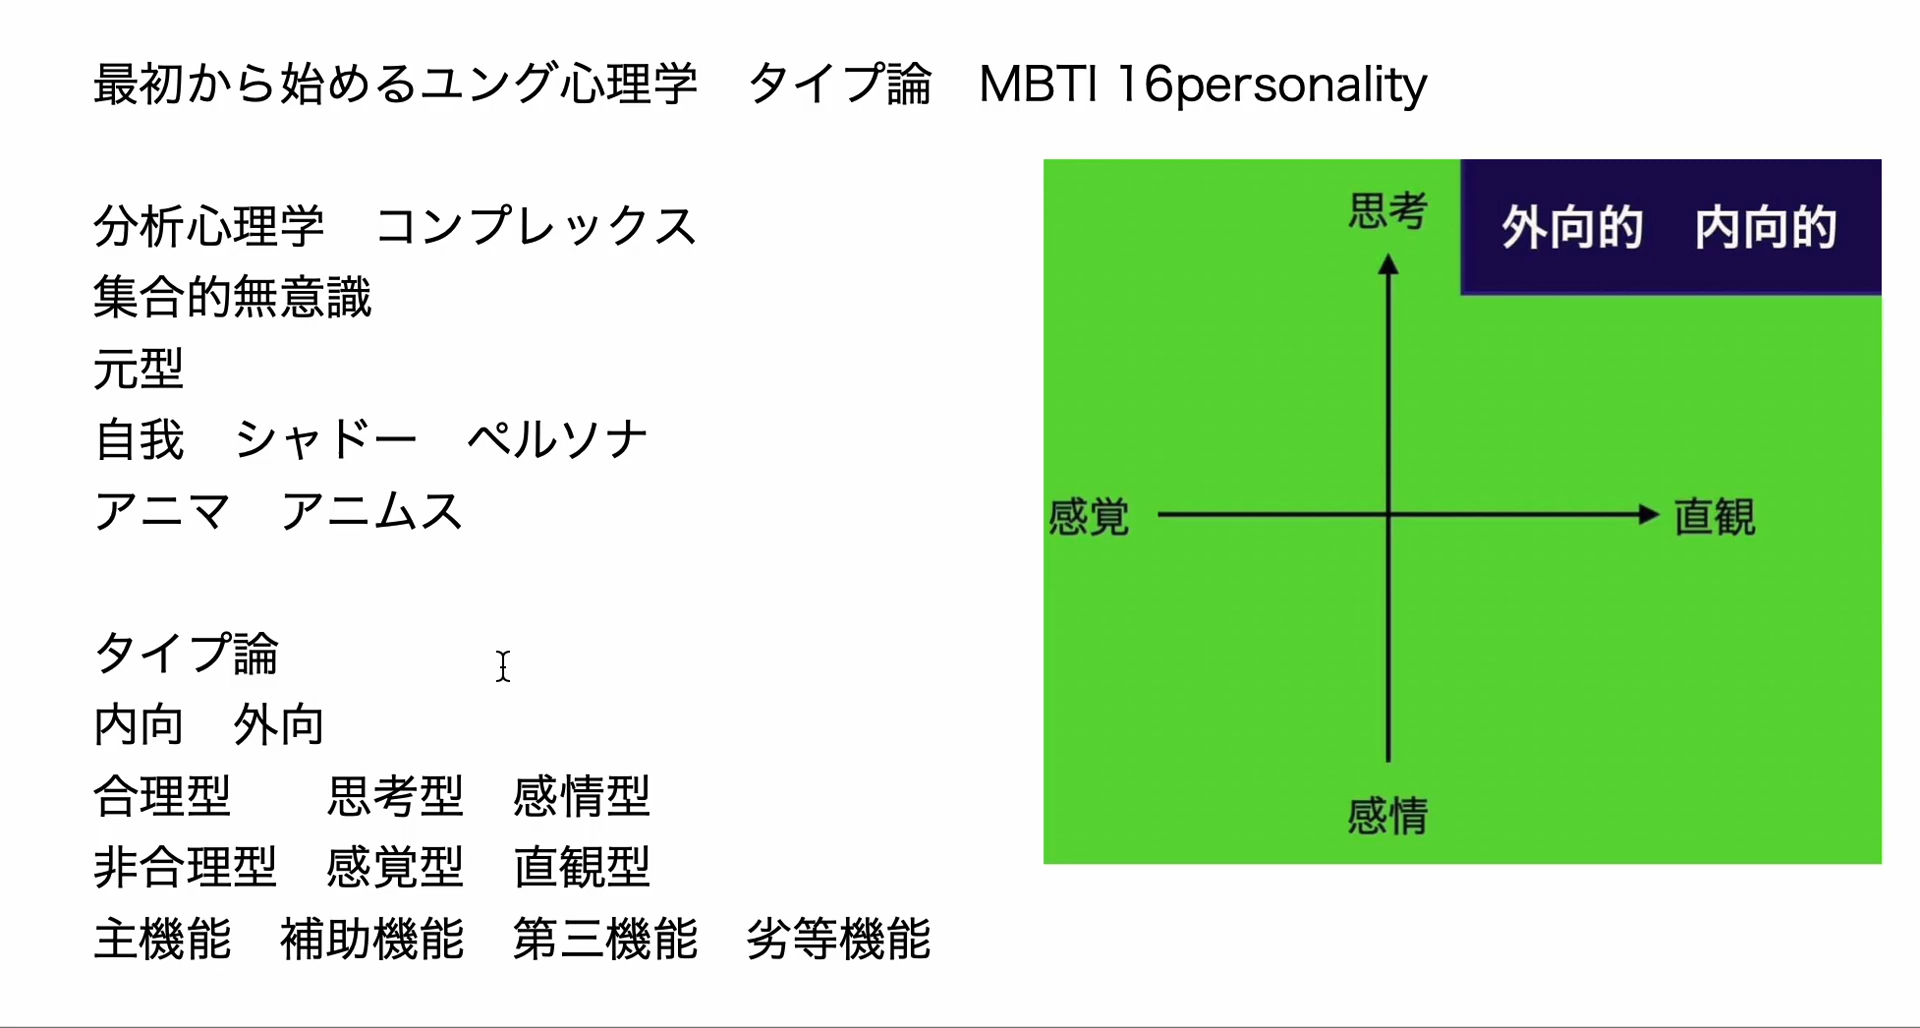 最初から始めるユング心理学　タイプ論　MBTI 16personality
分析心理学　コンプレックス
集合的無意識
元型
自我　シャドー　ペルソナ
アニマ　アニムス
タイプ論
内向　外向
合理型　　思考型　感情型
非合理型　感覚型　直観型
主機能　補助機能　第三機能　劣等機能
外向的　内向的
思考
感覚
直観
感情